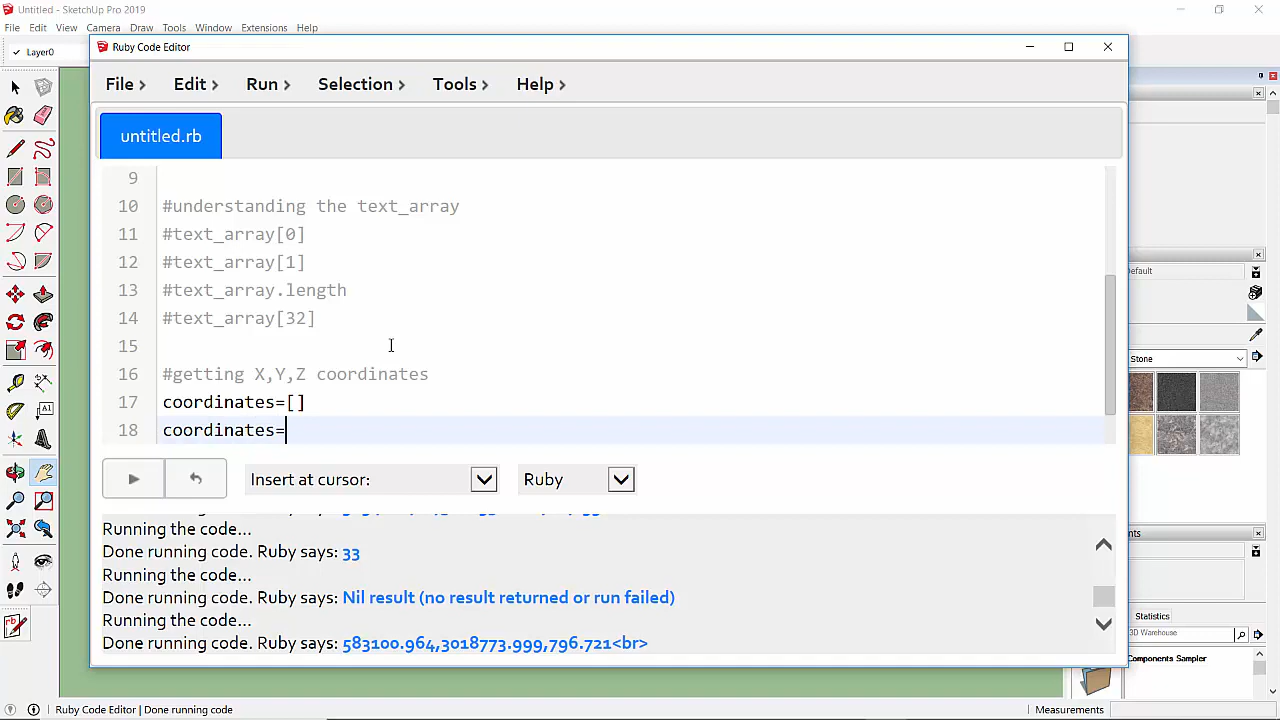 Untitled - SketchUp Pro 2019
File Edit View Camera Draw Tools Window Extensions Help
Layer0
Ruby Code Editor
File Edit Run Selection Tools Help
untitled.rb
9
10 #understanding the text_array
11 #text_array[0]
12 #text_array[1]
13 #text_array.length
14 #text_array[32]
15
16 #getting X,Y,Z coordinates
17 coordinates=[]
18 coordinates=
Insert at cursor: Ruby
Running the code...
Done running code. Ruby says: 33
Running the code...
Done running code. Ruby says: Nil result (no result returned or run failed)
Running the code...
Done running code. Ruby says: 583100.964,3018773.999,796.721<br>
Stone
Statistics
3D Warehouse
Components Sampler
Ruby Code Editor | Done running code
Measurements